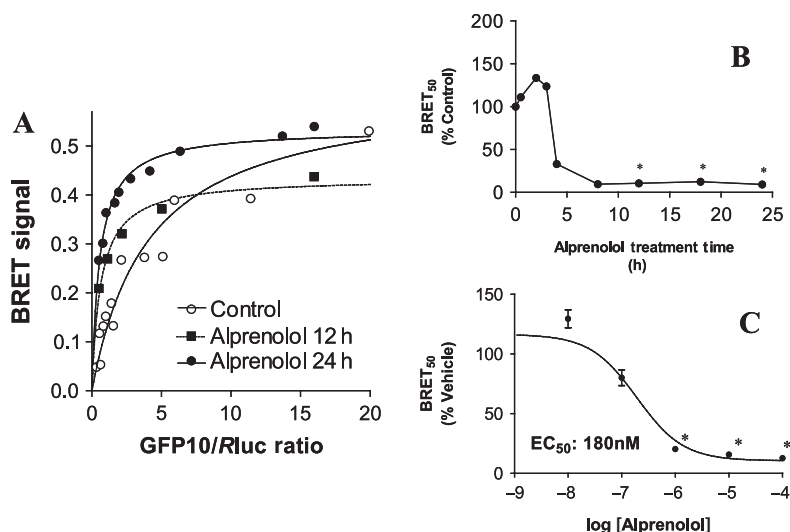 A
BRET signal
0.5
0.4
0.3
0.2
0.1
0.0
Control
Alprenolol 12 h
Alprenolol 24 h
0 5 10 15 20
GFP10/Rluc ratio
B
BRET50
(% Control)
200
150
100
50
0
* * *
0 5 10 15 20 25
Alprenolol treatment time
(h)
C
BRET50
(% Vehicle)
150
100
50
0
* * *
EC50: 180nM
–9 –8 –7 –6 –5 –4
log [Alprenolol]